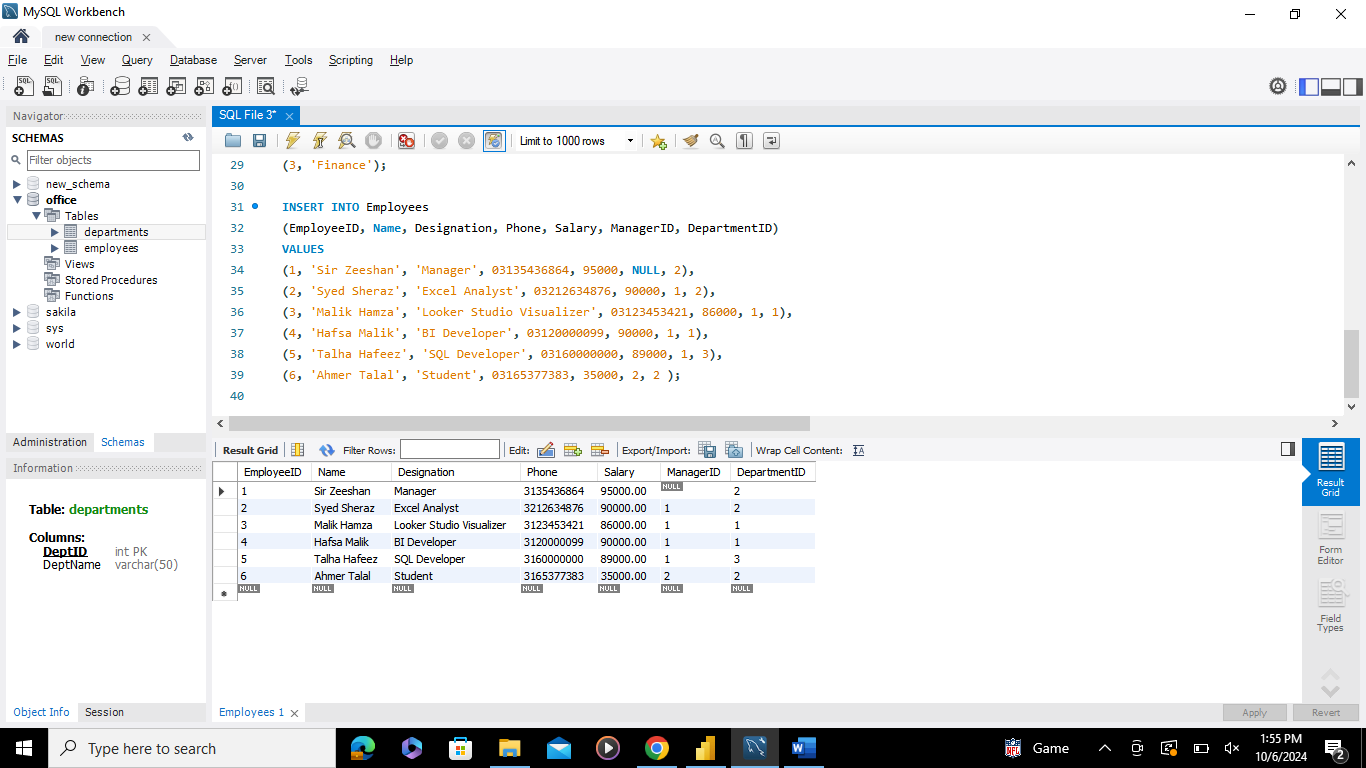 MySQL Workbench
new connection
File Edit View Query Database Server Tools Scripting Help
Navigator
SCHEMAS
Filter objects
new_schema
office
Tables
departments
employees
Views
Stored Procedures
Functions
sakila
sys
world
Administration Schemas
Information
Table: departments
Columns:
DeptID int PK
DeptName varchar(50)
Object Info Session
SQL File 3*
Limit to 1000 rows
29 (3, 'Finance');
30
31 INSERT INTO Employees
32 (EmployeeID, Name, Designation, Phone, Salary, ManagerID, DepartmentID)
33 VALUES
34 (1, 'Sir Zeeshan', 'Manager', 03135436864, 95000, NULL, 2),
35 (2, 'Syed Sheraz', 'Excel Analyst', 03212634876, 90000, 1, 2),
36 (3, 'Malik Hamza', 'Looker Studio Visualizer', 03123453421, 86000, 1, 1),
37 (4, 'Hafsa Malik', 'BI Developer', 03120000099, 90000, 1, 1),
38 (5, 'Talha Hafeez', 'SQL Developer', 03160000000, 89000, 1, 3),
39 (6, 'Ahmer Talal', 'Student', 03165377383, 35000, 2, 2 );
40
Result Grid Filter Rows: Edit: Export/Import: Wrap Cell Content:
EmployeeID Name Designation Phone Salary ManagerID DepartmentID
1 Sir Zeeshan Manager 3135436864 95000.00 NULL 2
2 Syed Sheraz Excel Analyst 3212634876 90000.00 1 2
3 Malik Hamza Looker Studio Visualizer 3123453421 86000.00 1 1
4 Hafsa Malik BI Developer 3120000099 90000.00 1 1
5 Talha Hafeez SQL Developer 3160000000 89000.00 1 3
6 Ahmer Talal Student 3165377383 35000.00 2 2
NULL NULL NULL NULL NULL NULL NULL
Result
Grid
Form
Editor
Field
Types
Employees 1
Apply Revert
Type here to search
Game
1:55 PM
10/6/2024
2